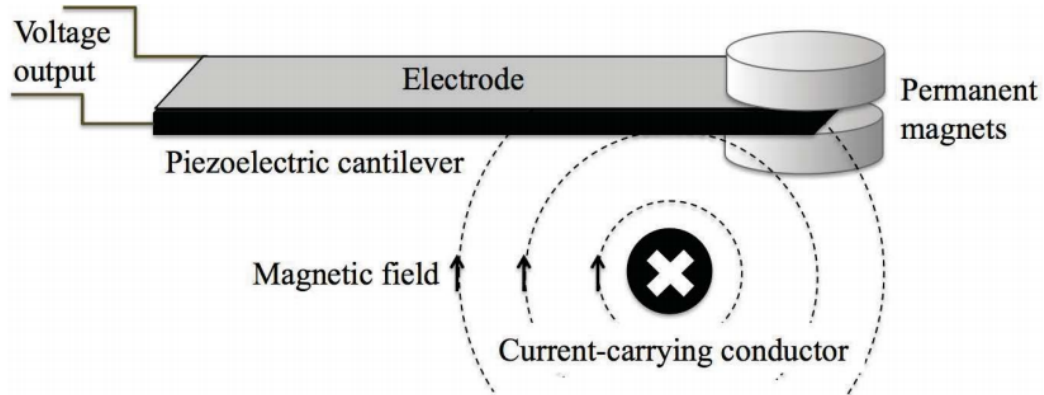 Voltage
output
Electrode
Permanent
magnets
Piezoelectric cantilever
Magnetic field
Current-carrying conductor